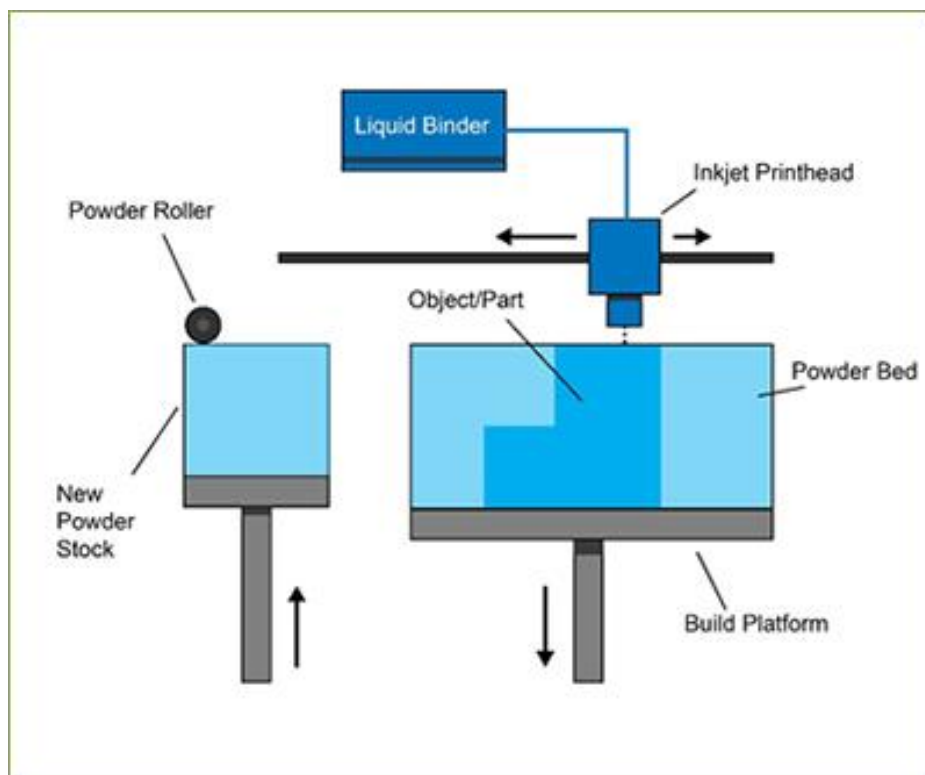 Liquid Binder
Inkjet Printhead
Powder Roller
Object/Part
Powder Bed
New
Powder
Stock
Build Platform